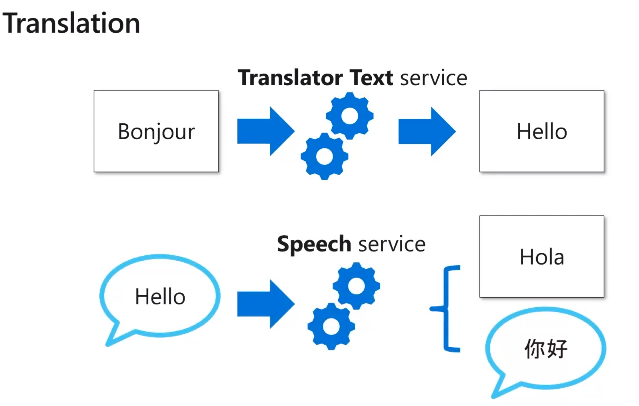 Translation
Translator Text service
Bonjour
Hello
Speech service
Hello
Hola
你好